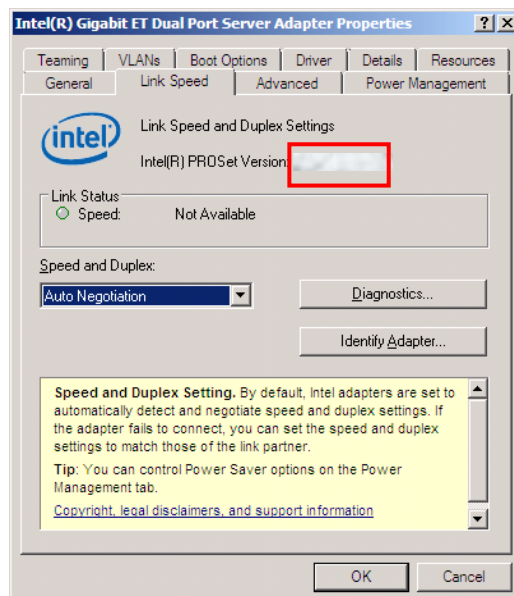 Intel(R) Gigabit ET Dual Port Server Adapter Properties
Teaming VLANs Boot Options Driver Details Resources
General Link Speed Advanced Power Management
intel
Link Speed and Duplex Settings
Intel(R) PROSet Version:
Link Status
Speed: Not Available
Speed and Duplex:
Auto Negotiation
Diagnostics...
Identify Adapter...
Speed and Duplex Setting. By default, Intel adapters are set to
automatically detect and negotiate speed and duplex settings. If
the adapter fails to connect, you can set the speed and duplex
settings to match those of the link partner.
Tip: You can control Power Saver options on the Power
Management tab.
Copyright, legal disclaimers, and support information
OK Cancel